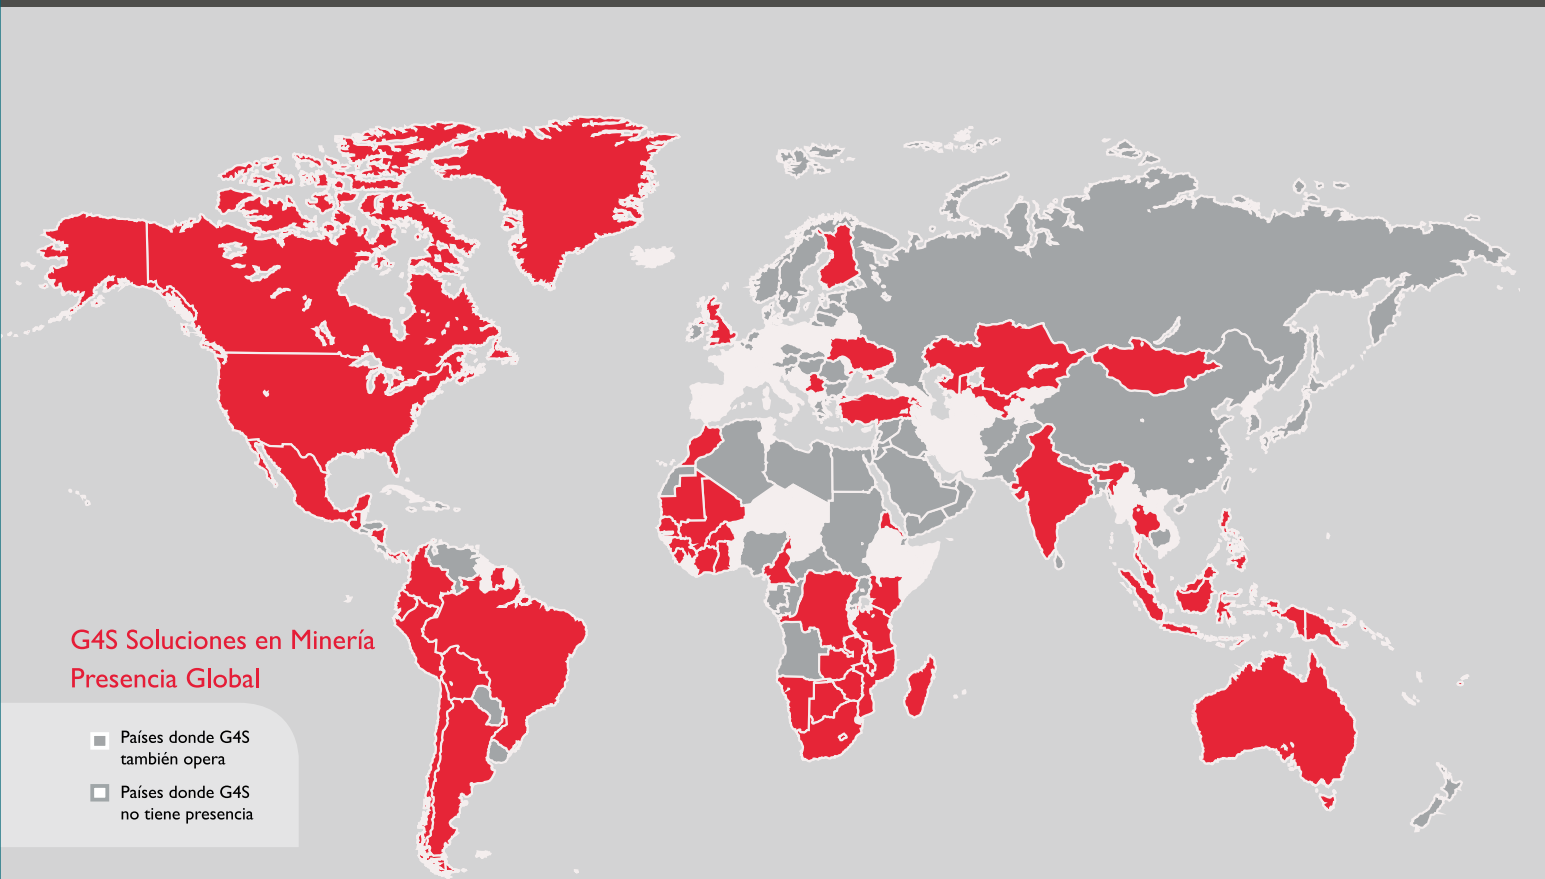 G4S Soluciones en Minería
Presencia Global
Países donde G4S
también opera
Países donde G4S
no tiene presencia